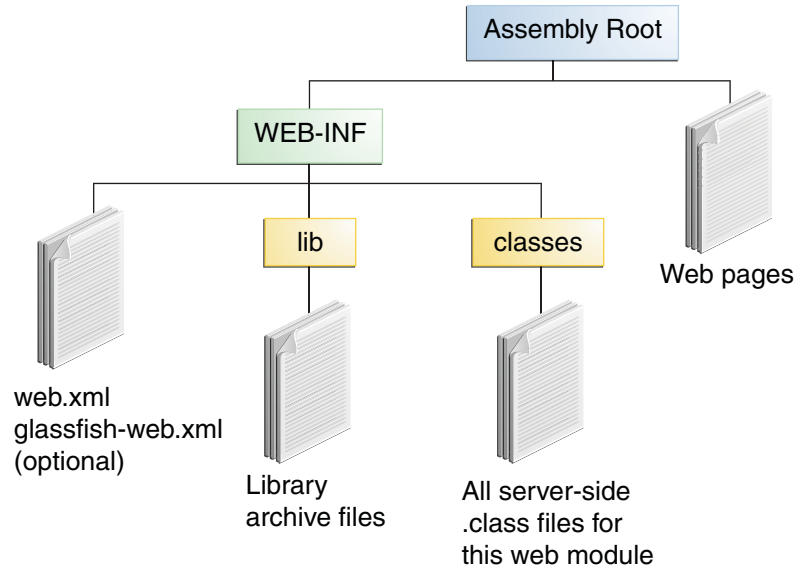 Assembly Root
WEB-INF
lib
classes
Web pages
web.xml
glassfish-web.xml
(optional)
Library
archive files
All server-side
.class files for
this web module